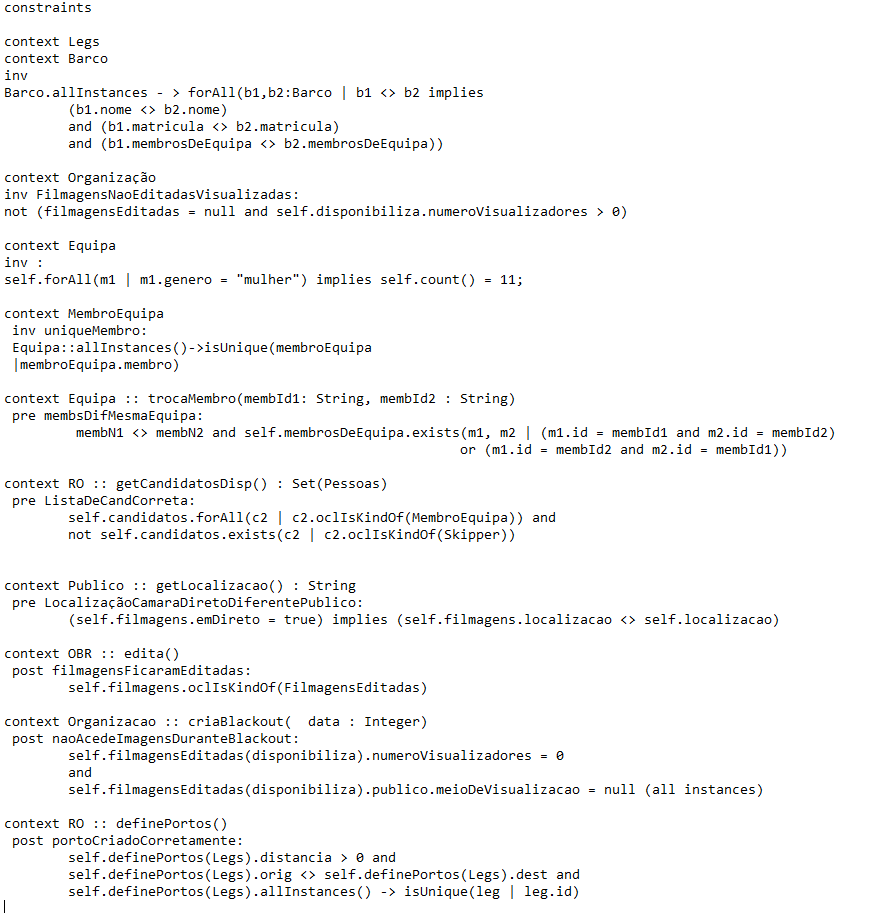 constraints
context Legs
context Barco
inv
Barco.allInstances - > forAll(b1,b2:Barco | b1 <> b2 implies
(b1.nome <> b2.nome)
and (b1.matricula <> b2.matricula)
and (b1.membrosDeEquipa <> b2.membrosDeEquipa))
context Organização
inv FilmagensNaoEditadasVisualizadas:
not (filmagensEditadas = null and self.disponibiliza.numeroVisualizadores > 0)
context Equipa
inv :
self.forAll(m1 | m1.genero = "mulher") implies self.count() = 11;
context MembroEquipa
inv uniqueMembro:
Equipa::allInstances()->isUnique(membroEquipa
|membroEquipa.membro)
context Equipa :: trocaMembro(membId1: String, membId2 : String)
pre membsDifMesmaEquipa:
membN1 <> membN2 and self.membrosDeEquipa.exists(m1, m2 | (m1.id = membId1 and m2.id = membId2)
or (m1.id = membId2 and m2.id = membId1))
context RO :: getCandidatosDisp() : Set(Pessoas)
pre ListaDeCandCorreta:
self.candidatos.forAll(c2 | c2.oclIsKindOf(MembroEquipa)) and
not self.candidatos.exists(c2 | c2.oclIsKindOf(Skipper))
context Publico :: getLocalizacao() : String
pre LocalizaçãoCamaraDiretoDiferentePublico:
(self.filmagens.emDireto = true) implies (self.filmagens.localizacao <> self.localizacao)
context OBR :: edita()
post filmagensFicaramEditadas:
self.filmagens.oclIsKindOf(FilmagensEditadas)
context Organizacao :: criaBlackout(  data : Integer)
post naoAcedeImagensDuranteBlackout:
self.filmagensEditadas(disponibiliza).numeroVisualizadores = 0
and
self.filmagensEditadas(disponibiliza).publico.meioDeVisualizacao = null (all instances)
context RO :: definePortos()
post portoCriadoCorretamente:
self.definePortos(Legs).distancia > 0 and
self.definePortos(Legs).orig <> self.definePortos(Legs).dest and
self.definePortos(Legs).allInstances() -> isUnique(leg | leg.id)